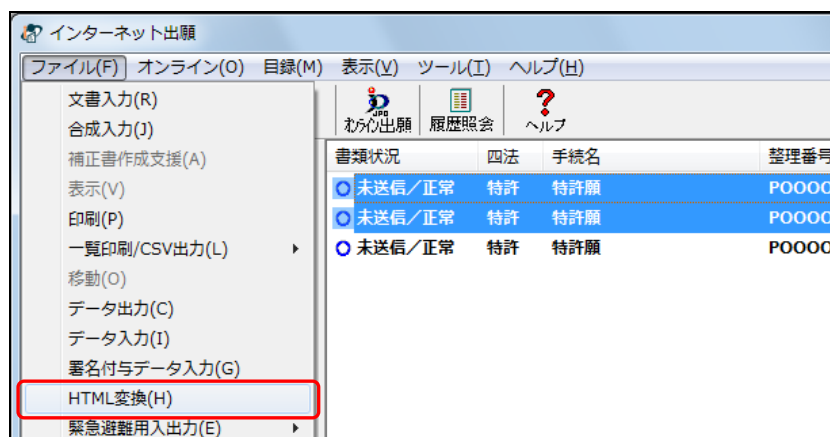 インターネット出願
ファイル(F) オンライン(O) 目録(M) 表示(V) ツール(T) ヘルプ(H)
文書入力(R)
合成入力(J)
補正書作成支援(A)
表示(V)
印刷(P)
一覧印刷/CSV出力(L)
移動(O)
データ出力(C)
データ入力(I)
署名付与データ入力(G)
HTML変換(H)
緊急避難用入出力(E)
JPO
オンライン出願 履歴照会 ヘルプ
書類状況 四法 手続名 整理番号
未送信／正常 特許 特許願 P0000
未送信／正常 特許 特許願 P0000
未送信／正常 特許 特許願 P0000